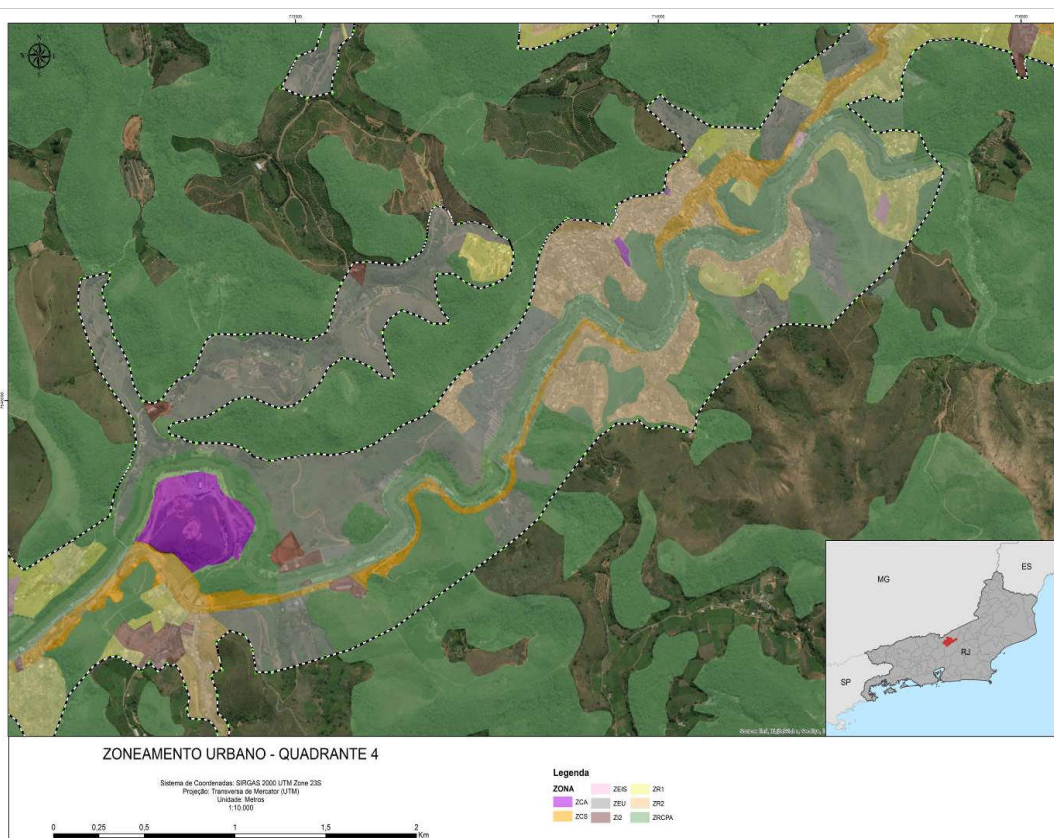 712000
N
MG
ES
RJ
SP
ZONEAMENTO URBANO - QUADRANTE 4
Sistema de Coordenadas: SIRGAS 2000 UTM Zone 23S
Projeção: Transversa de Mercator (UTM)
Unidade: Metros
1:10.000
0 0,25 0,5 1 1,5 2
Km
Legenda
ZONA
ZCA
ZCS
ZEIS
ZEU
ZI2
ZR1
ZR2
ZRCPA